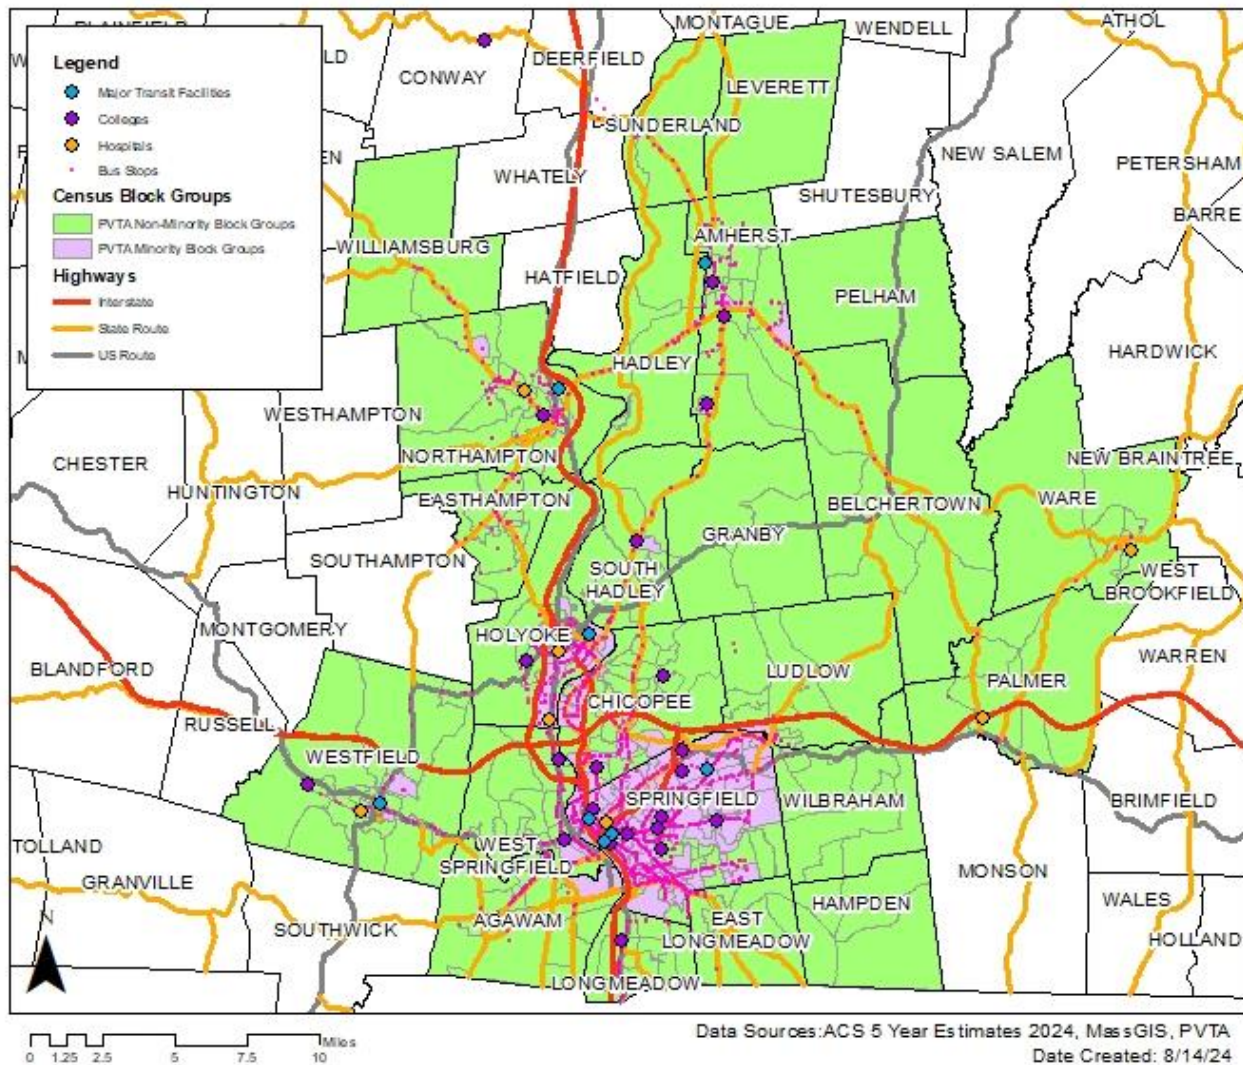 PLAINFIELD
MONTAGUE
WENDELL
ATHOL
DEERFIELD
CONWAY
LEVERETT
SUNDERLAND
NEW SALEM
PETERSHAM
WHATELY
SHUTESBURY
BARRE
WILLIAMSBURG
AMHERST
HATFIELD
PELHAM
HADLEY
HARDWICK
WESTHAMPTON
CHESTER
NORTHAMPTON
NEW BRAINTREE
HUNTINGTON
EASTHAMPTON
WARE
BELCHERTOWN
GRANBY
SOUTHAMPTON
SOUTH
HADLEY
WEST
BROOKFIELD
MONTGOMERY
HOLYOKE
BLANDFORD
LUDLOW
WARREN
PALMER
CHICOPEE
RUSSELL
WESTFIELD
SPRINGFIELD
WILBRAHAM
BRIMFIELD
TOLLAND
WEST
SPRINGFIELD
MONSON
GRANVILLE
HAMPDEN
WALES
AGAWAM
EAST
LONGMEADOW
SOUTHWICK
HOLLAND
LONGMEADOW
Legend
Major Transit Facilities
Colleges
Hospitals
Bus Stops
Census Block Groups
PVTA Non-Minority Block Groups
PVTA Minority Block Groups
Highways
Interstate
State Route
US Route
N
Miles
0 1.25 2.5 5 7.5 10
Data Sources:ACS 5 Year Estimates 2024, MassGIS, PVTA
Date Created: 8/14/24